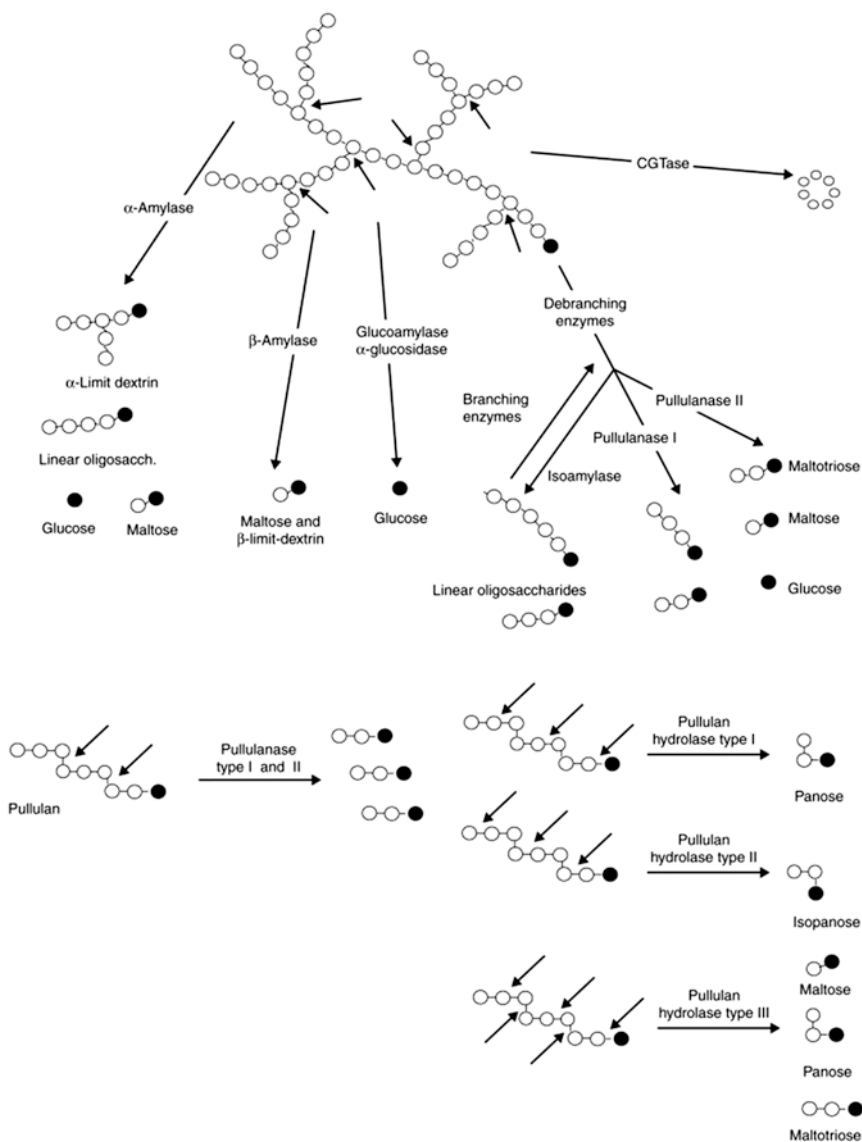 CGTase
α-Amylase
Debranching
enzymes
β-Amylase
Glucoamylase
α-glucosidase
α-Limit dextrin
Branching
enzymes
Pullulanase II
Pullulanase I
Isoamylase
Linear oligosacch.
Maltotriose
Maltose
Glucose
Maltose
Maltose and
β-limit-dextrin
Glucose
Linear oligosaccharides
Glucose
Pullulan
Pullulanase
type I and II
Pullulan
hydrolase type I
Panose
Pullulan
hydrolase type II
Isopanose
Maltose
Pullulan
hydrolase type III
Panose
Maltotriose